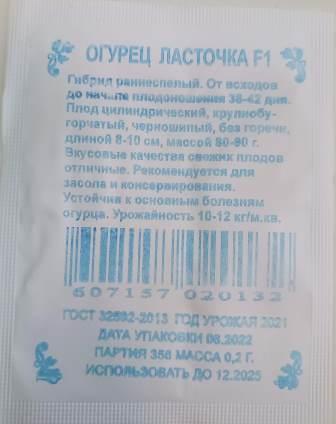 ОГУРЕЦ ЛАСТОЧКА F1
Гибрид раннеспелый. От всходов
до начала плодоношения 38-42 дня.
Плод цилиндрический, крупнобу-
горчатый, черношипый, без горечи,
длиной 8-10 см, массой 80-90 г.
Вкусовые качества свежих плодов
отличные. Рекомендуется для
засола и консервирования.
Устойчив к основным болезням
огурца. Урожайность 10-12 кг/м.кв.
607157 020132
ГОСТ 32592-2013 ГОД УРОЖАЯ 2021
ДАТА УПАКОВКИ 08.2022
ПАРТИЯ 358 МАССА 0,2 Г.
ИСПОЛЬЗОВАТЬ ДО 12.2025